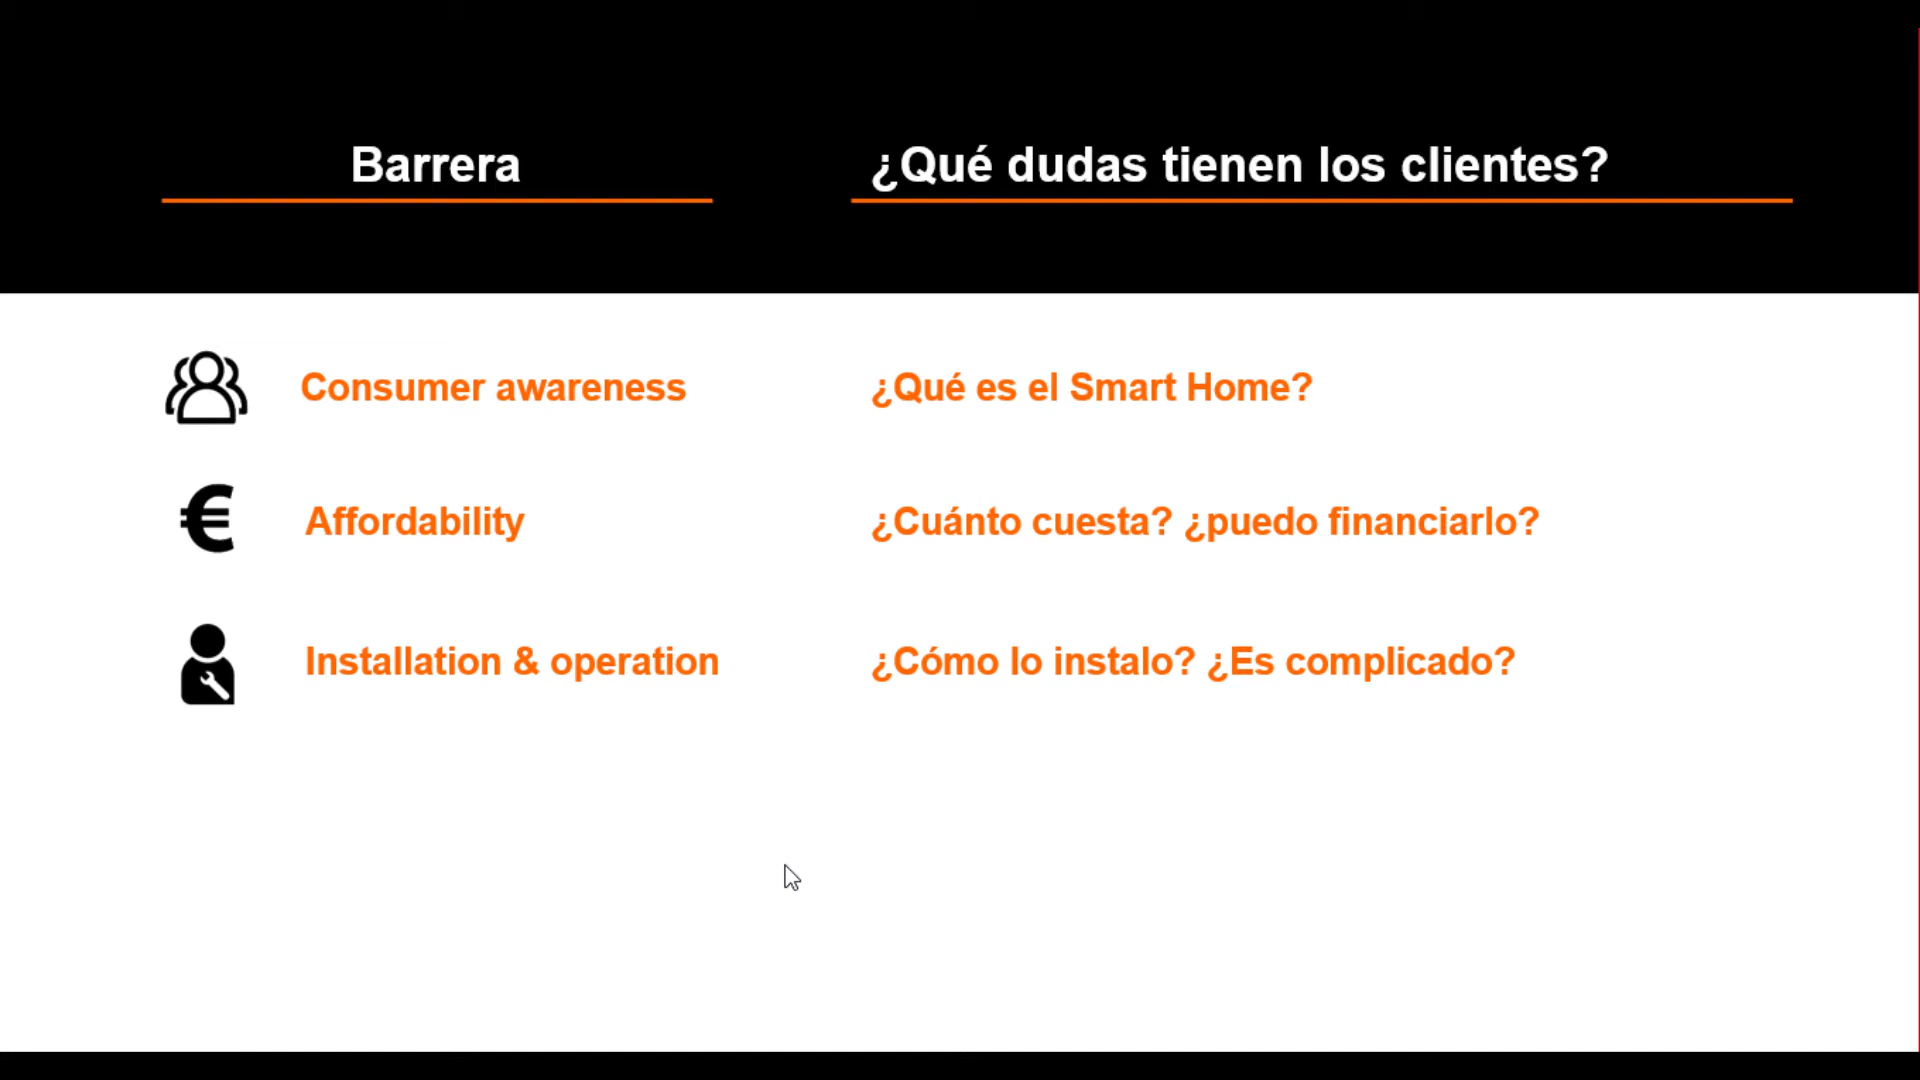 Barrera
¿Qué dudas tienen los clientes?
Consumer awareness
¿Qué es el Smart Home?
Affordability
¿Cuánto cuesta? ¿puedo financiarlo?
Installation & operation
¿Cómo lo instalo? ¿Es complicado?